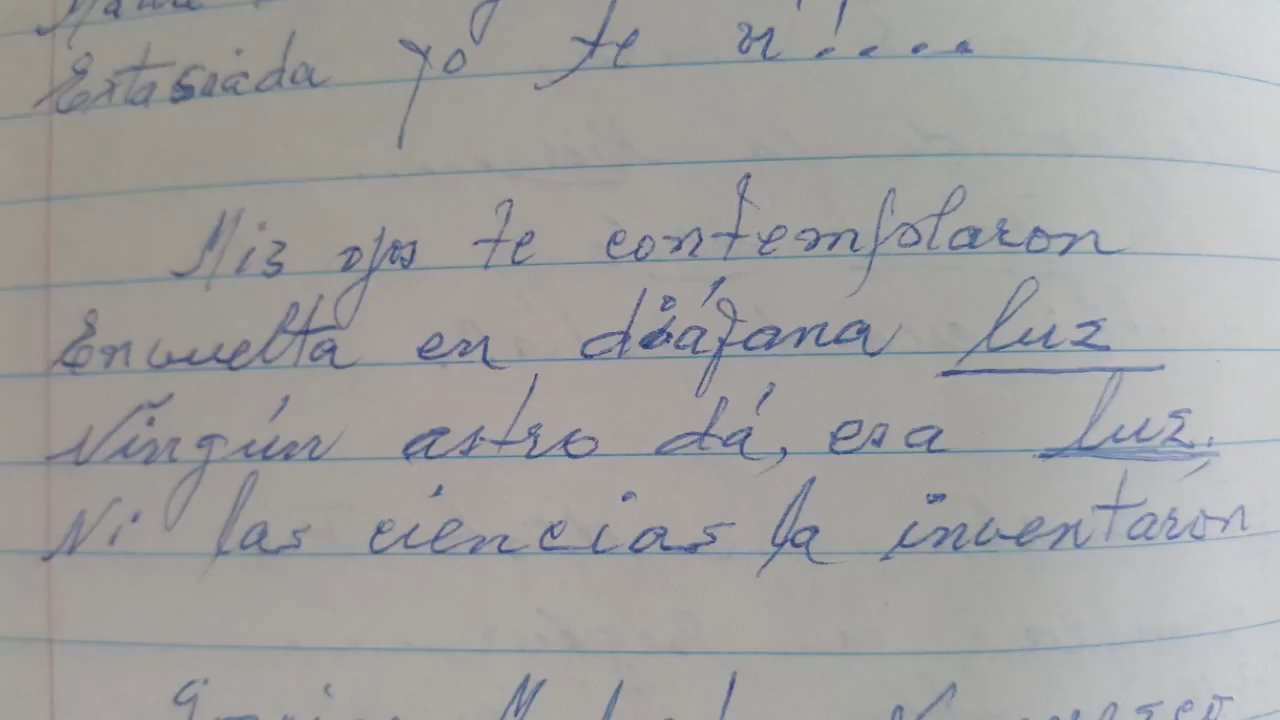 Extasiada yo te vi!....
Mis ojos te contemplaron
Envuelta en diáfana luz
Ningún astro dá, esa luz.
Ni las ciencias la inventarón